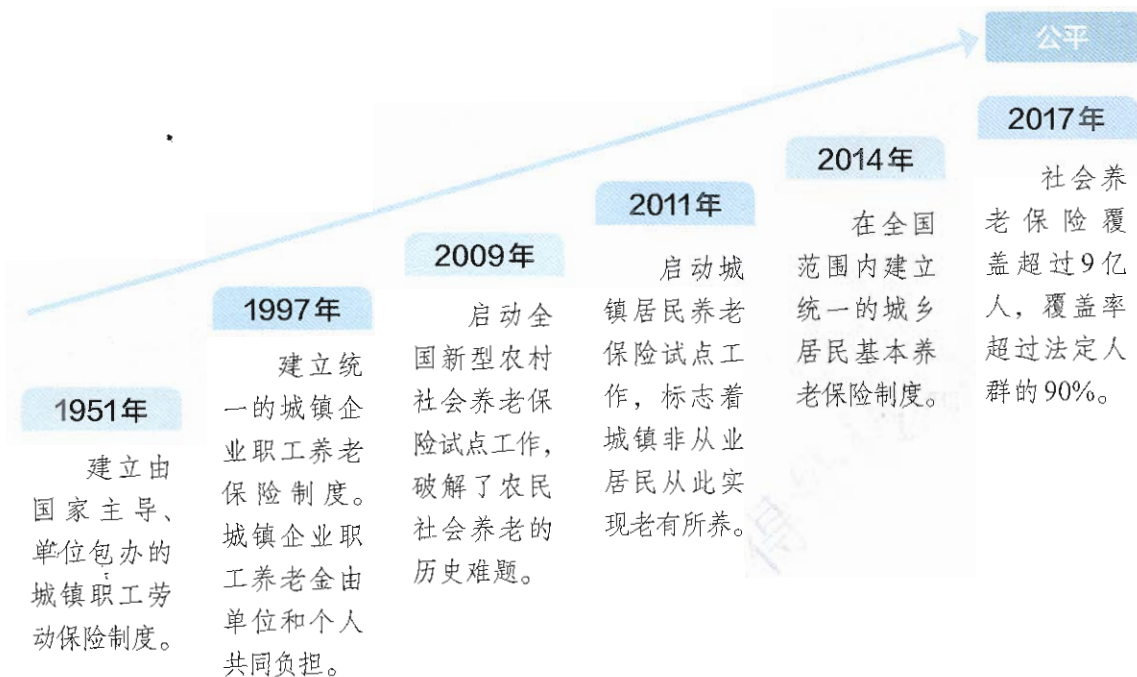 公平
1951年
建立由
国家主导、
单位包办的
城镇职工劳
动保险制度。
1997年
建立统
一的城镇企
业职工养老
保险制度。
城镇企业职
工养老金由
单位和个人
共同负担。
2009年
启动全
国新型农村
社会养老保
险试点工作，
破解了农民
社会养老的
历史难题。
2011年
启动城
镇居民养老
保险试点工
作，标志着
城镇非从业
居民从此实
现老有所养。
2014年
在全国
范围内建立
统一的城乡
居民基本养
老保险制度。
2017年
社会养
老保险覆
盖超过9亿
人，覆盖率
超过法定人
群的90%。